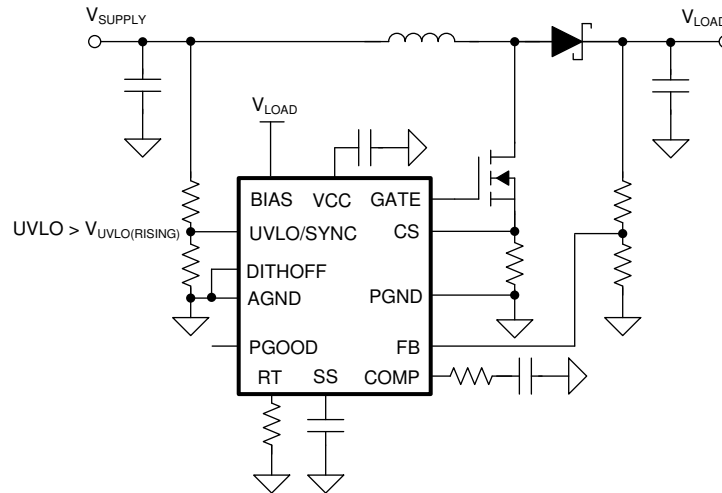 VSUPPLY
VLOAD
VLOAD
BIAS VCC GATE
UVLO > VUVLO(RISING)
UVLO/SYNC CS
DITHOFF
AGND PGND
PGOOD FB
RT SS COMP